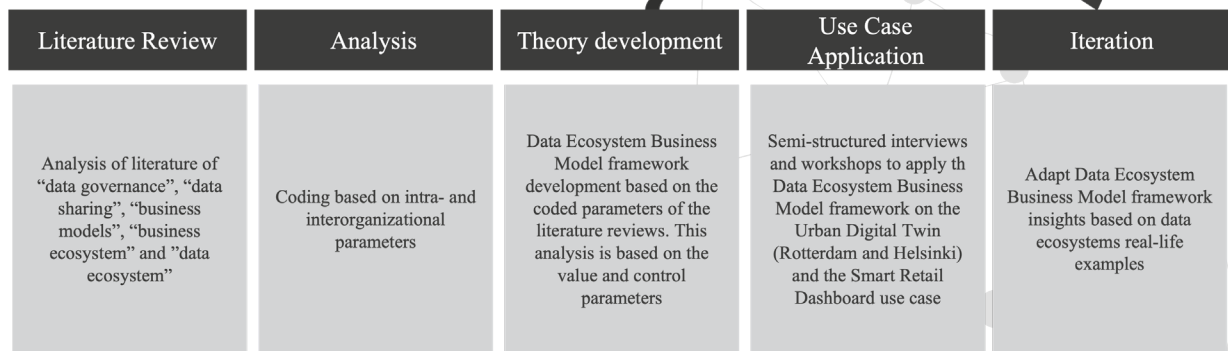 Literature Review
Analysis
Theory development
Use Case
Application
Iteration
Analysis of literature of
“data governance”, “data
sharing”, “business
models”, “business
ecosystem” and ”data
ecosystem”
Coding based on intra- and
interorganizational
parameters
Data Ecosystem Business
Model framework
development based on the
coded parameters of the
literature reviews. This
analysis is based on the
value and control
parameters
Semi-structured interviews
and workshops to apply th
Data Ecosystem Business
Model framework on the
Urban Digital Twin
(Rotterdam and Helsinki)
and the Smart Retail
Dashboard use case
Adapt Data Ecosystem
Business Model framework
insights based on data
ecosystems real-life
examples